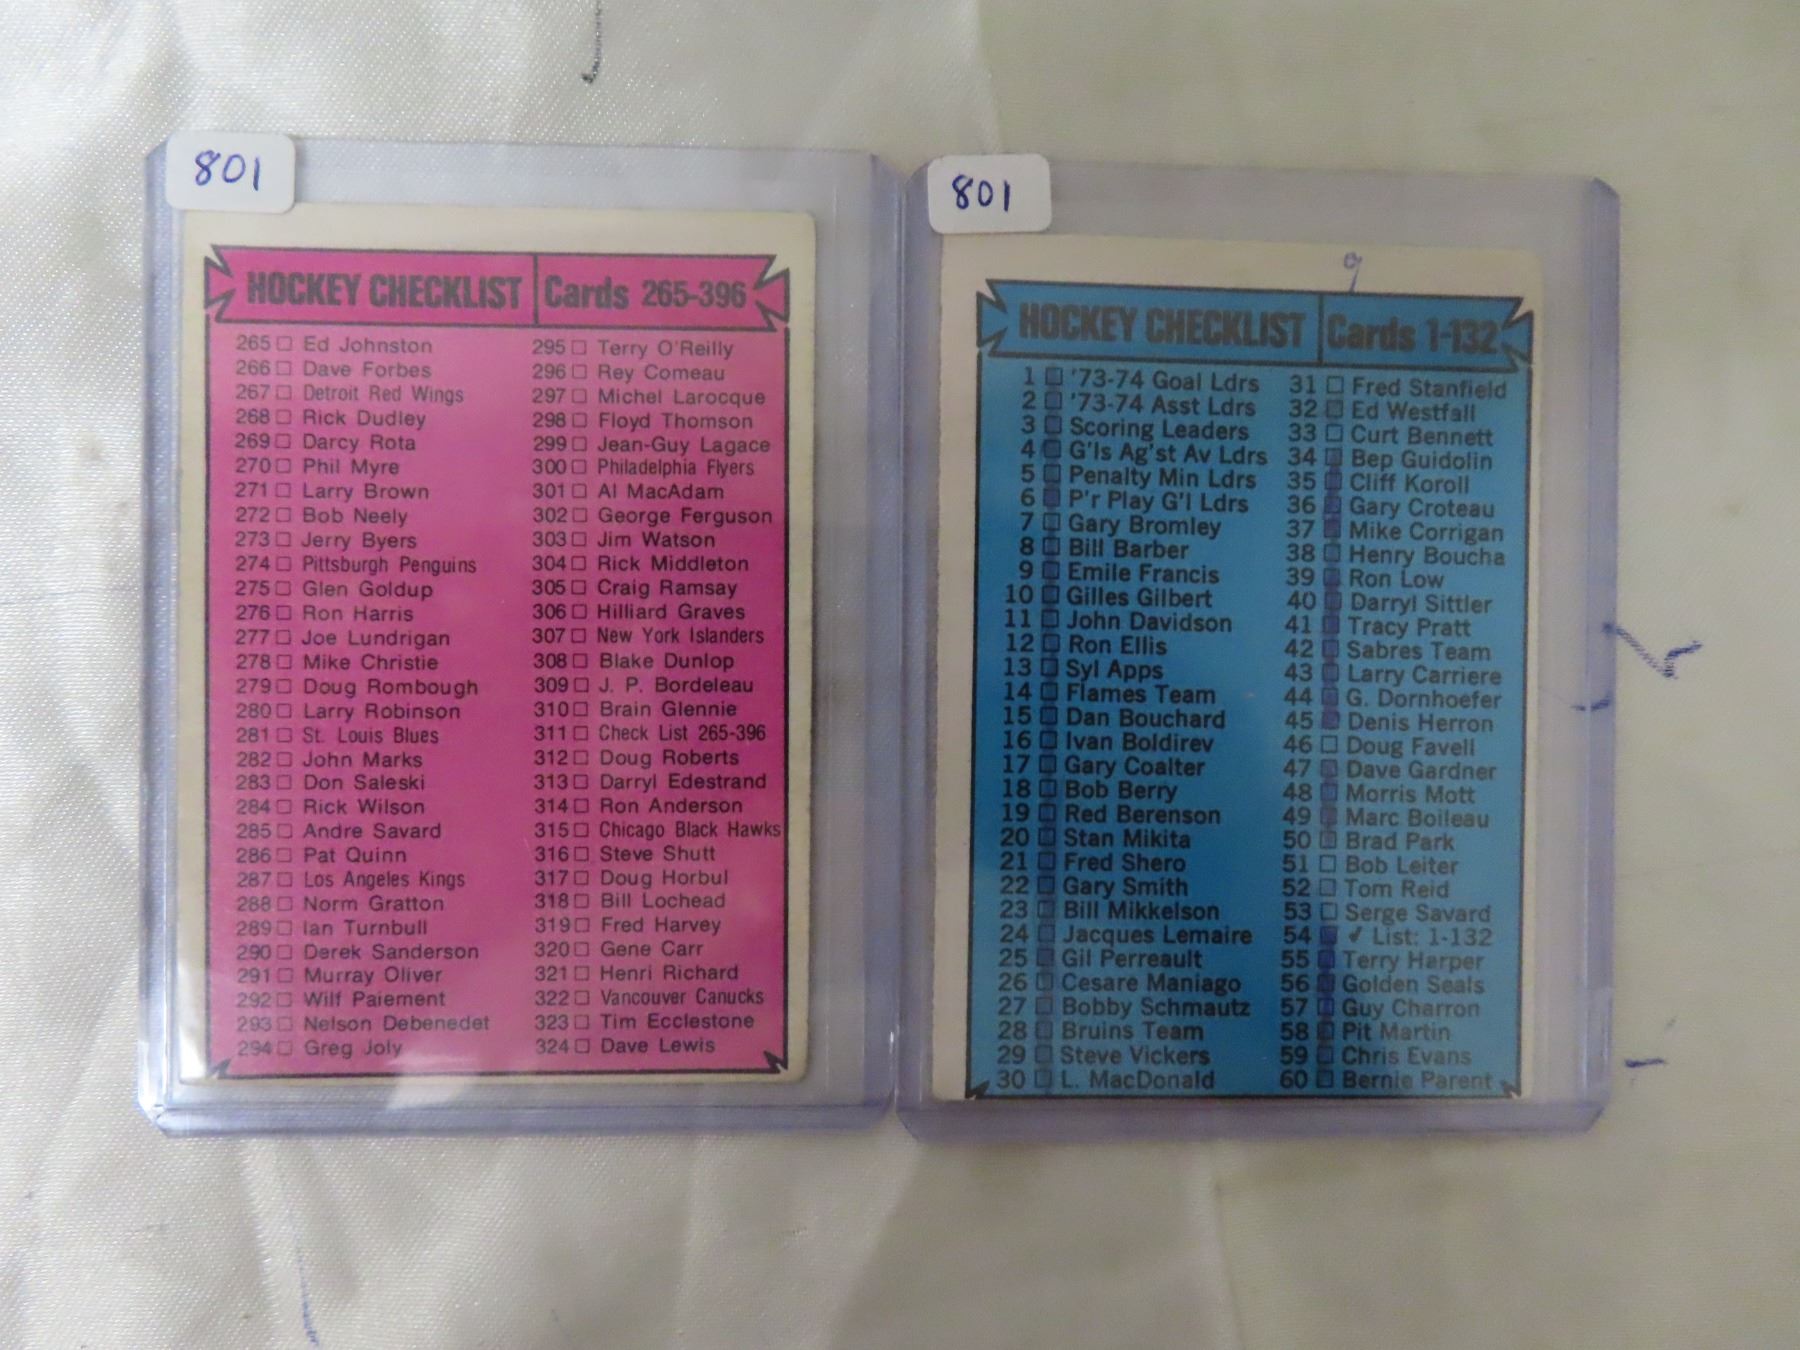 801
HOCKEY CHECKLIST Cards 265-396
265 Ed Johnston
266 Dave Forbes
267 Detroit Red Wings
268 Rick Dudley
269 Darcy Rota
270 Phil Myre
271 Larry Brown
272 Bob Neely
273 Jerry Byers
274 Pittsburgh Penguins
275 Glen Goldup
276 Ron Harris
277 Joe Lundrigan
278 Mike Christie
279 Doug Rombough
280 Larry Robinson
281 St. Louis Blues
282 John Marks
283 Don Saleski
284 Rick Wilson
285 Andre Savard
286 Pat Quinn
287 Los Angeles Kings
288 Norm Gratton
289 Ian Turnbull
290 Derek Sanderson
291 Murray Oliver
292 Wilf Paiement
293 Nelson Debenedet
294 Greg Joly
295 Terry O'Reilly
296 Rey Comeau
297 Michel Larocque
298 Floyd Thomson
299 Jean-Guy Lagace
300 Philadelphia Flyers
301 Al MacAdam
302 George Ferguson
303 Jim Watson
304 Rick Middleton
305 Craig Ramsay
306 Hilliard Graves
307 New York Islanders
308 Blake Dunlop
309 J. P. Bordeleau
310 Brain Glennie
311 Check List 265-396
312 Doug Roberts
313 Darryl Edestrand
314 Ron Anderson
315 Chicago Black Hawks
316 Steve Shutt
317 Doug Horbul
318 Bill Lochead
319 Fred Harvey
320 Gene Carr
321 Henri Richard
322 Vancouver Canucks
323 Tim Ecclestone
324 Dave Lewis
801
9
HOCKEY CHECKLIST Cards 1-132
1 '73-74 Goal Ldrs
2 '73-74 Asst Ldrs
3 Scoring Leaders
4 G'ls Ag'st Av Ldrs
5 Penalty Min Ldrs
6 P'r Play G'l Ldrs
7 Gary Bromley
8 Bill Barber
9 Emile Francis
10 Gilles Gilbert
11 John Davidson
12 Ron Ellis
13 Syl Apps
14 Flames Team
15 Dan Bouchard
16 Ivan Boldirev
17 Gary Coalter
18 Bob Berry
19 Red Berenson
20 Stan Mikita
21 Fred Shero
22 Gary Smith
23 Bill Mikkelson
24 Jacques Lemaire
25 Gil Perreault
26 Cesare Maniago
27 Bobby Schmautz
28 Bruins Team
29 Steve Vickers
30 L. MacDonald
31 Fred Stanfield
32 Ed Westfall
33 Curt Bennett
34 Bep Guidolin
35 Cliff Koroll
36 Gary Croteau
37 Mike Corrigan
38 Henry Boucha
39 Ron Low
40 Darryl Sittler
41 Tracy Pratt
42 Sabres Team
43 Larry Carriere
44 G. Dornhoefer
45 Denis Herron
46 Doug Favell
47 Dave Gardner
48 Morris Mott
49 Marc Boileau
50 Brad Park
51 Bob Leiter
52 Tom Reid
53 Serge Savard
54 ✓ List: 1-132
55 Terry Harper
56 Golden Seals
57 Guy Charron
58 Pit Martin
59 Chris Evans
60 Bernie Parent